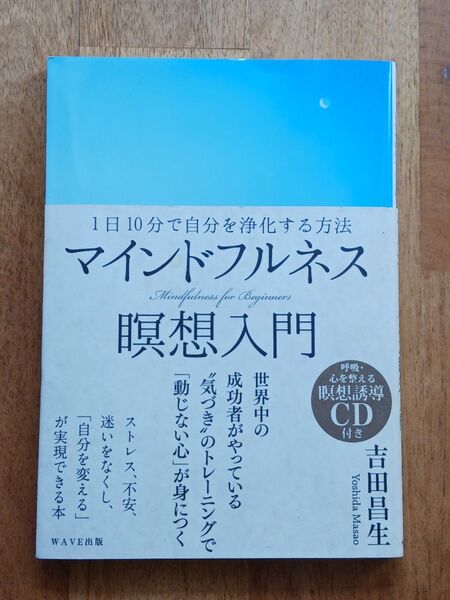 1日10分で自分を浄化する方法
マインドフルネス
Mindfulness for Beginners
瞑想入門
呼吸・
心を整える
瞑想誘導
CD
付き
世界中の
成功者がやっている
“気づき”のトレーニングで
「動じない心」が身につく
ストレス、不安、
迷いをなくし、
「自分を変える」
が実現できる本
吉田昌生
Yoshida Masao
WAVE出版